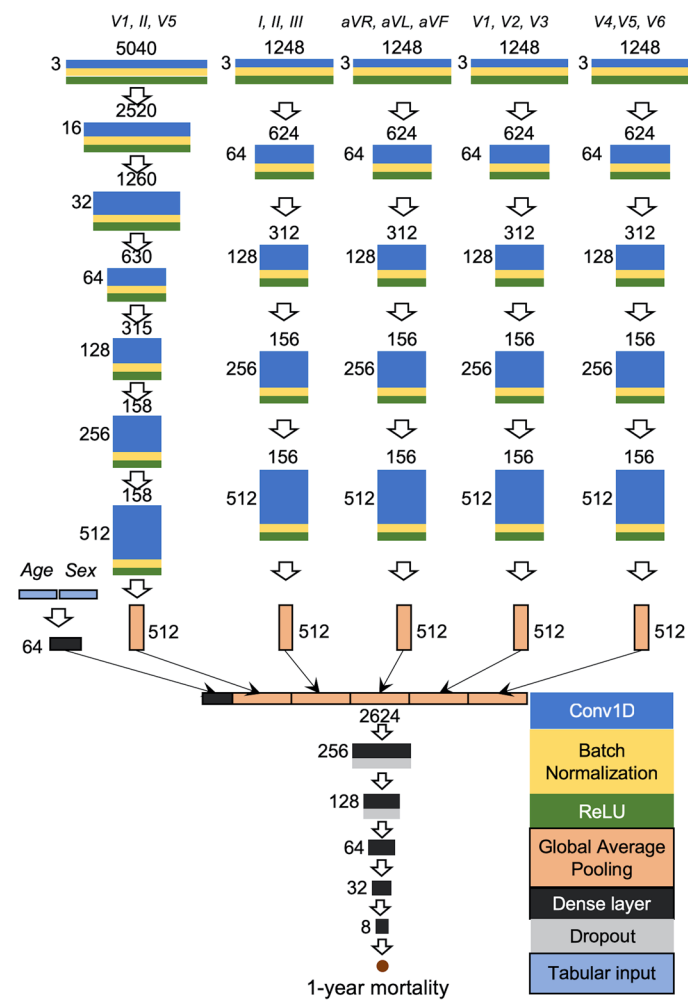 V1, II, V5 I, II, III aVR, aVL, aVF V1, V2, V3 V4,V5, V6
5040 1248 1248 1248 1248
3 3 3 3 3
2520
16
624 624 624 624
64 64 64 64
1260
32
312 312 312 312
630
128 128 128 128
64
315
156 156 156 156
128
256 256 256 256
158
256
156 156 156 156
158
512 512 512 512 512
Age Sex
64 512 512 512 512 512
2624
256
128
64
32
8
1-year mortality
Conv1D
Batch
Normalization
ReLU
Global Average
Pooling
Dense layer
Dropout
Tabular input